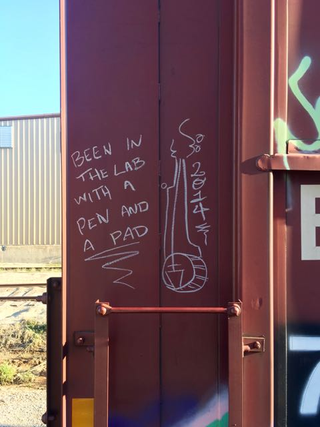 BEEN IN
THE LAB
WITH A
PEN AND
A PAD
2014